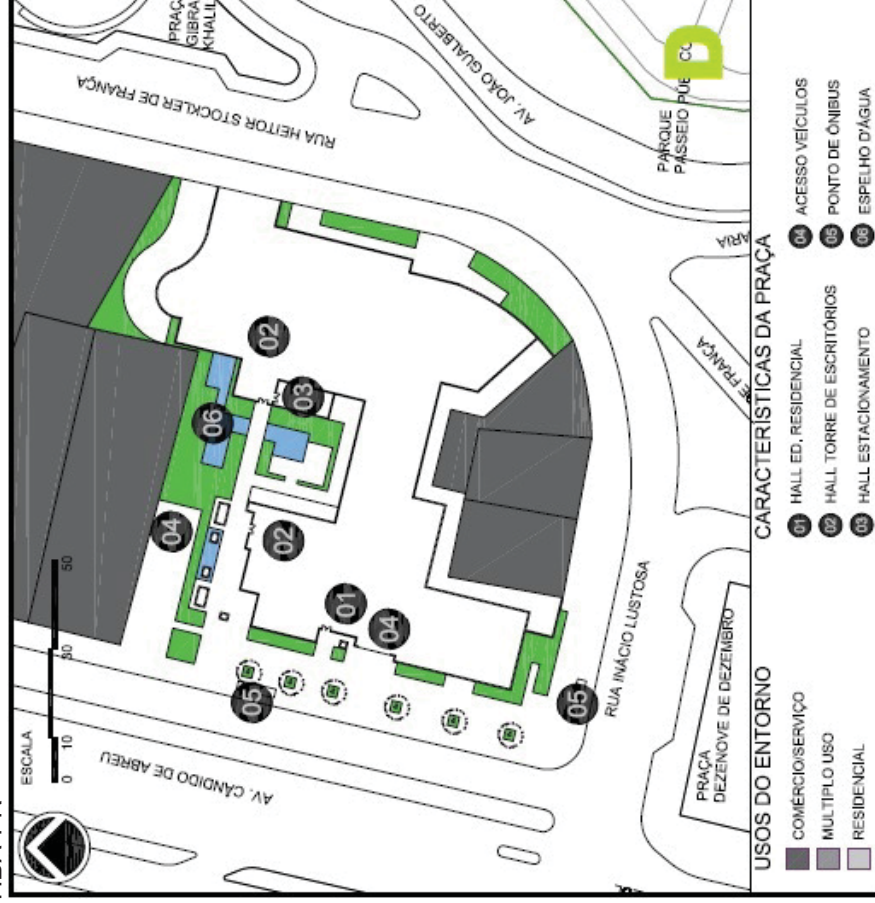 ESCALA
0 10 30 50
PRAÇA
GIBRA
KHALIL
RUA HEITOR STOCKLER DE FRANÇA
AV. JOÃO GUALBERTO
PARQUE
PASSEIO PÚB CO
D
ARIA
DE FRANÇA
AV. CÂNDIDO DE ABREU
RUA INÁCIO LUSTOSA
PRAÇA
DEZENOVE DE DEZEMBRO
06
02
03
04
02
01
04
05
05
USOS DO ENTORNO
COMÉRCIO/SERVIÇO
MULTIPLO USO
RESIDENCIAL
CARACTERÍSTICAS DA PRAÇA
01 HALL ED. RESIDENCIAL
02 HALL TORRE DE ESCRITÓRIOS
03 HALL ESTACIONAMENTO
04 ACESSO VEÍCULOS
05 PONTO DE ÔNIBUS
06 ESPELHO D'ÁGUA